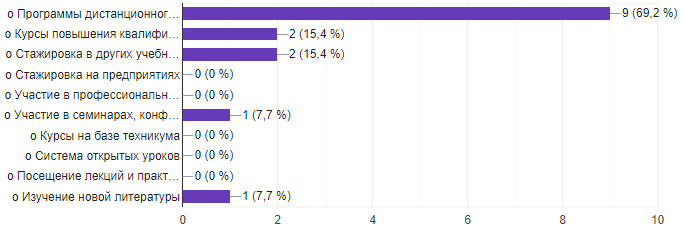 o Программы дистанционног… 9 (69,2 %)
o Курсы повышения квалифи… 2 (15,4 %)
o Стажировка в других учебн… 2 (15,4 %)
o Стажировка на предприятиях 0 (0 %)
o Участие в профессиональн… 0 (0 %)
o Участие в семинарах, конф… 1 (7,7 %)
o Курсы на базе техникума 0 (0 %)
o Система открытых уроков 0 (0 %)
o Посещение лекций и практ… 0 (0 %)
o Изучение новой литературы 1 (7,7 %)
0 2 4 6 8 10